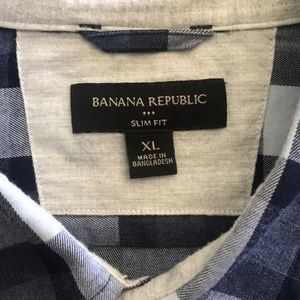 BANANA REPUBLIC
SLIM FIT
XL
MADE IN
BANGLADESH